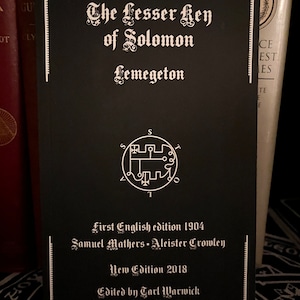 The Lesser Key
of Solomon
Lemegeton
S T O L A S
First English edition 1904
Samuel Mathers - Aleister Crowley
New Edition 2018
Edited by Tarl Warwick